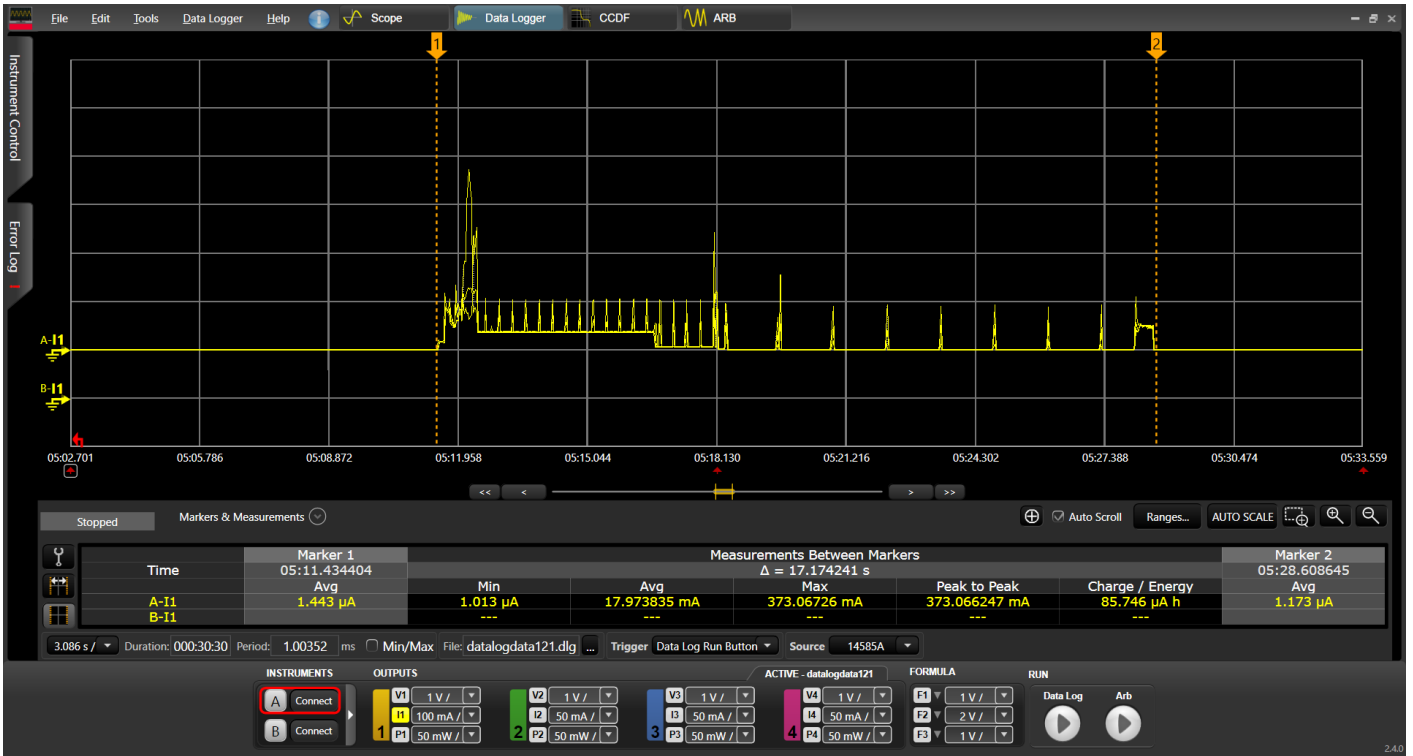 File Edit Tools Data Logger Help Scope Data Logger CCDF ARB
Instrument Control
Error Log
1 2
A-I1
B-I1
05:02.701 05:05.786 05:08.872 05:11.958 05:15.044 05:18.130 05:21.216 05:24.302 05:27.388 05:30.474 05:33.559
<< < > >>
Stopped Markers & Measurements Auto Scroll Ranges... AUTO SCALE
Marker 1 Measurements Between Markers Marker 2
Time 05:11.434404 Δ = 17.174241 s 05:28.608645
Avg Min Avg Max Peak to Peak Charge / Energy Avg
A-I1 1.443 µA 1.013 µA 17.973835 mA 373.06726 mA 373.066247 mA 85.746 µA h 1.173 µA
B-I1 --- --- --- --- ---
3.086 s / Duration: 000:30:30 Period: 1.00352 ms Min/Max File: datalogdata121.dlg ... Trigger Data Log Run Button Source 14585A
INSTRUMENTS OUTPUTS ACTIVE - datalogdata121 FORMULA RUN
A Connect V1 1 V / V2 1 V / V3 1 V / V4 1 V / F1 1 V / Data Log Arb
I1 100 mA / I2 50 mA / I3 50 mA / I4 50 mA / F2 2 V /
B Connect 1 P1 50 mW / 2 P2 50 mW / 3 P3 50 mW / 4 P4 50 mW / F3 1 V /
2.4.0